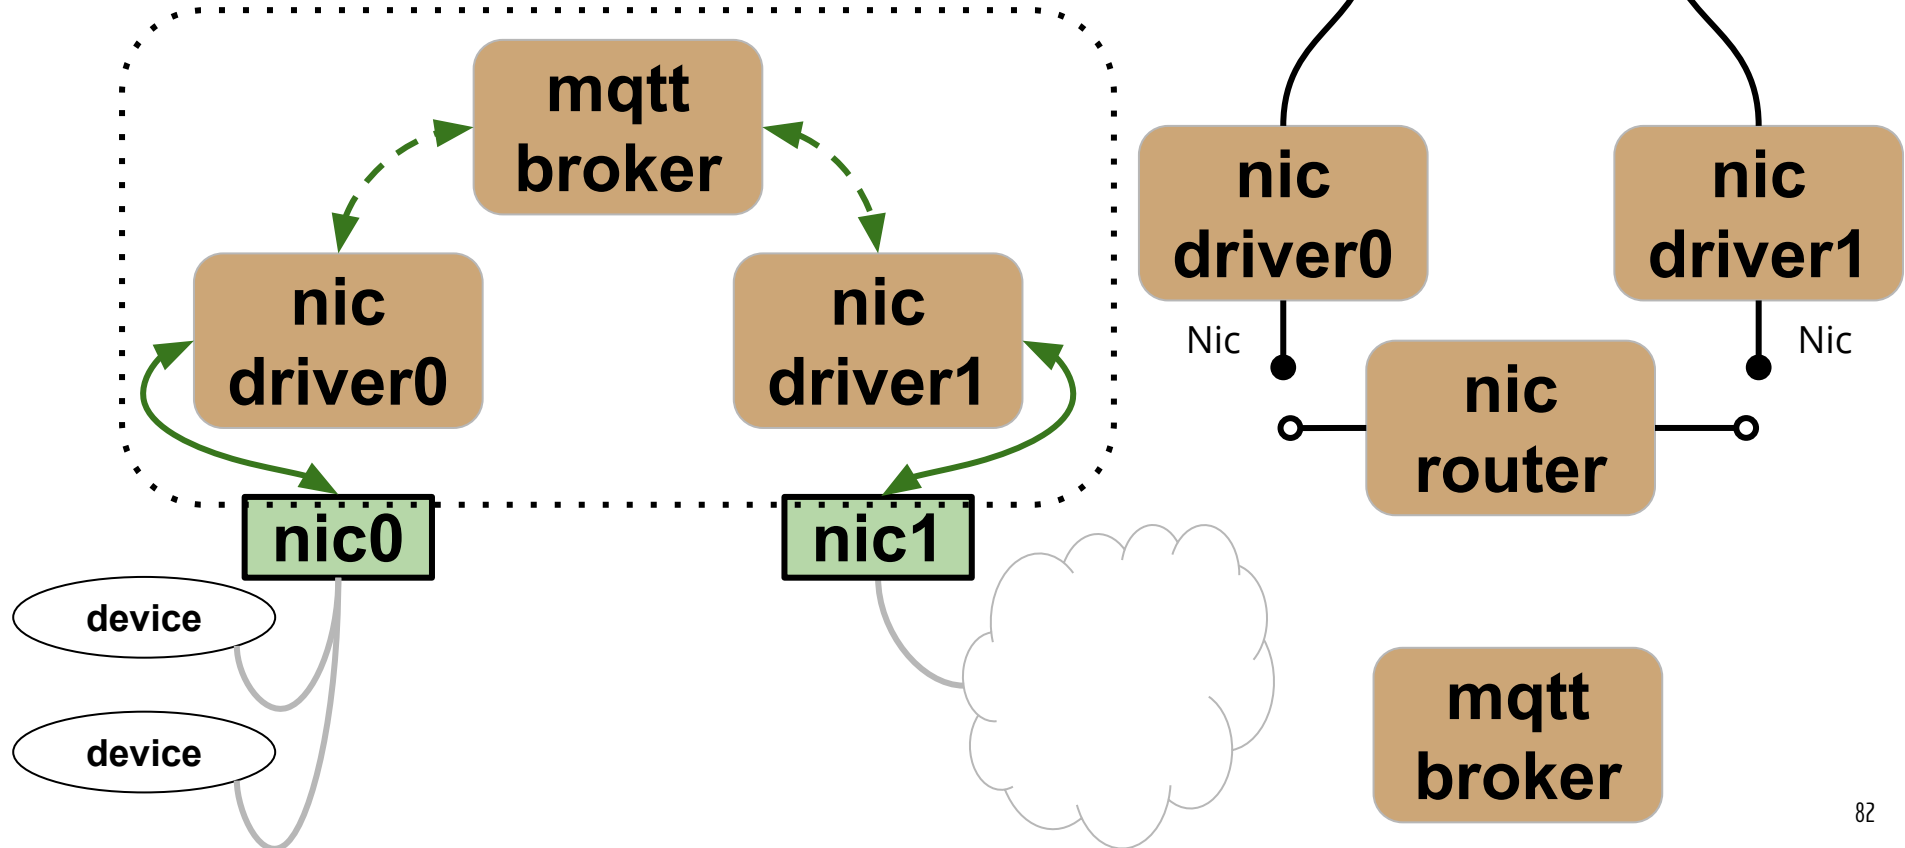 mqtt
broker
nic
driver0
nic
driver1
nic0
nic1
device
device
nic
driver0
nic
driver1
Nic
Nic
nic
router
mqtt
broker
82